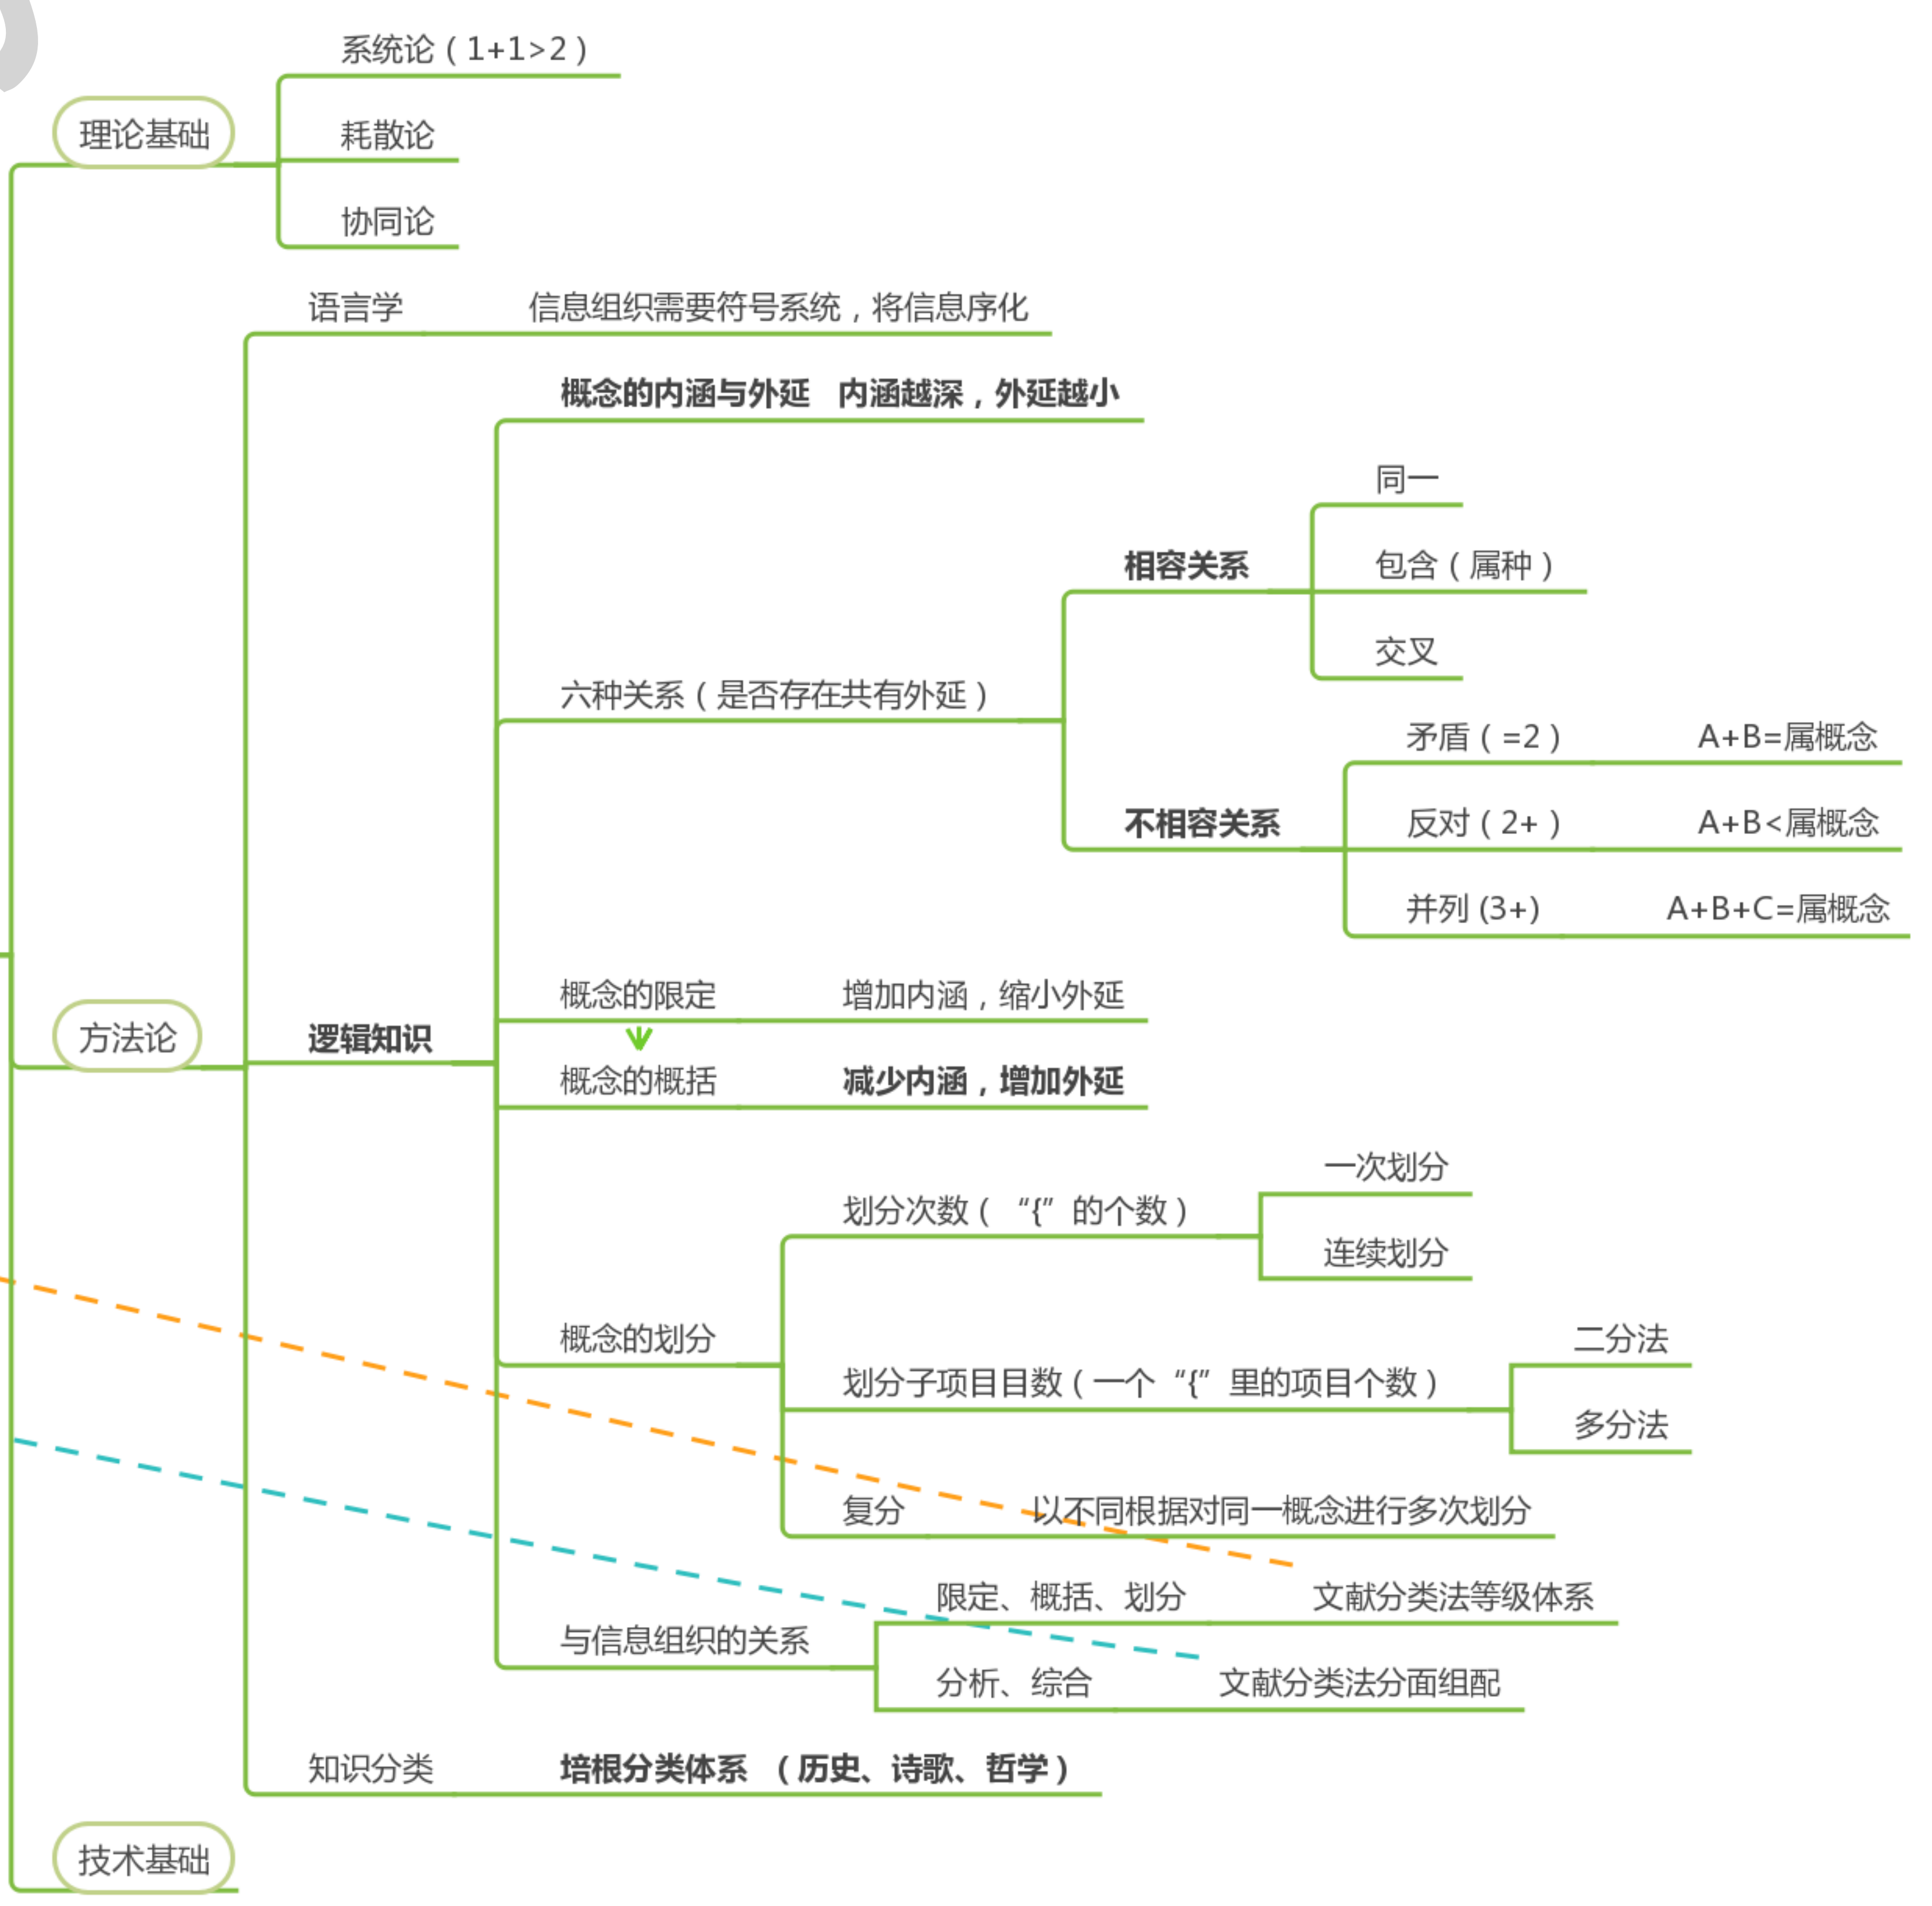 系统论（1+1>2）
理论基础
耗散论
协同论
语言学 信息组织需要符号系统，将信息序化
概念的内涵与外延 内涵越深，外延越小
同一
相容关系 包含（属种）
交叉
六种关系（是否存在共有外延）
矛盾（=2） A+B=属概念
不相容关系 反对（2+） A+B<属概念
并列 (3+) A+B+C=属概念
概念的限定 增加内涵，缩小外延
方法论 逻辑知识
概念的概括 减少内涵，增加外延
一次划分
划分次数（“{”的个数）
连续划分
概念的划分
二分法
划分子项目目数（一个“{”里的项目个数）
多分法
复分 以不同根据对同一概念进行多次划分
限定、概括、划分 文献分类法等级体系
与信息组织的关系
分析、综合 文献分类法分面组配
知识分类 培根分类体系 （历史、诗歌、哲学）
技术基础